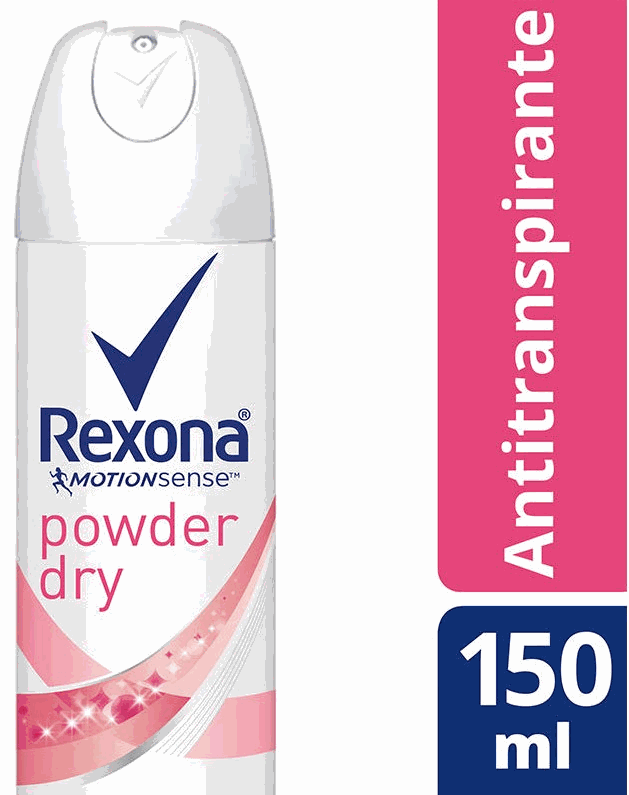 Rexona®
MOTIONsense™
powder
dry
Antitranspirante
150
ml